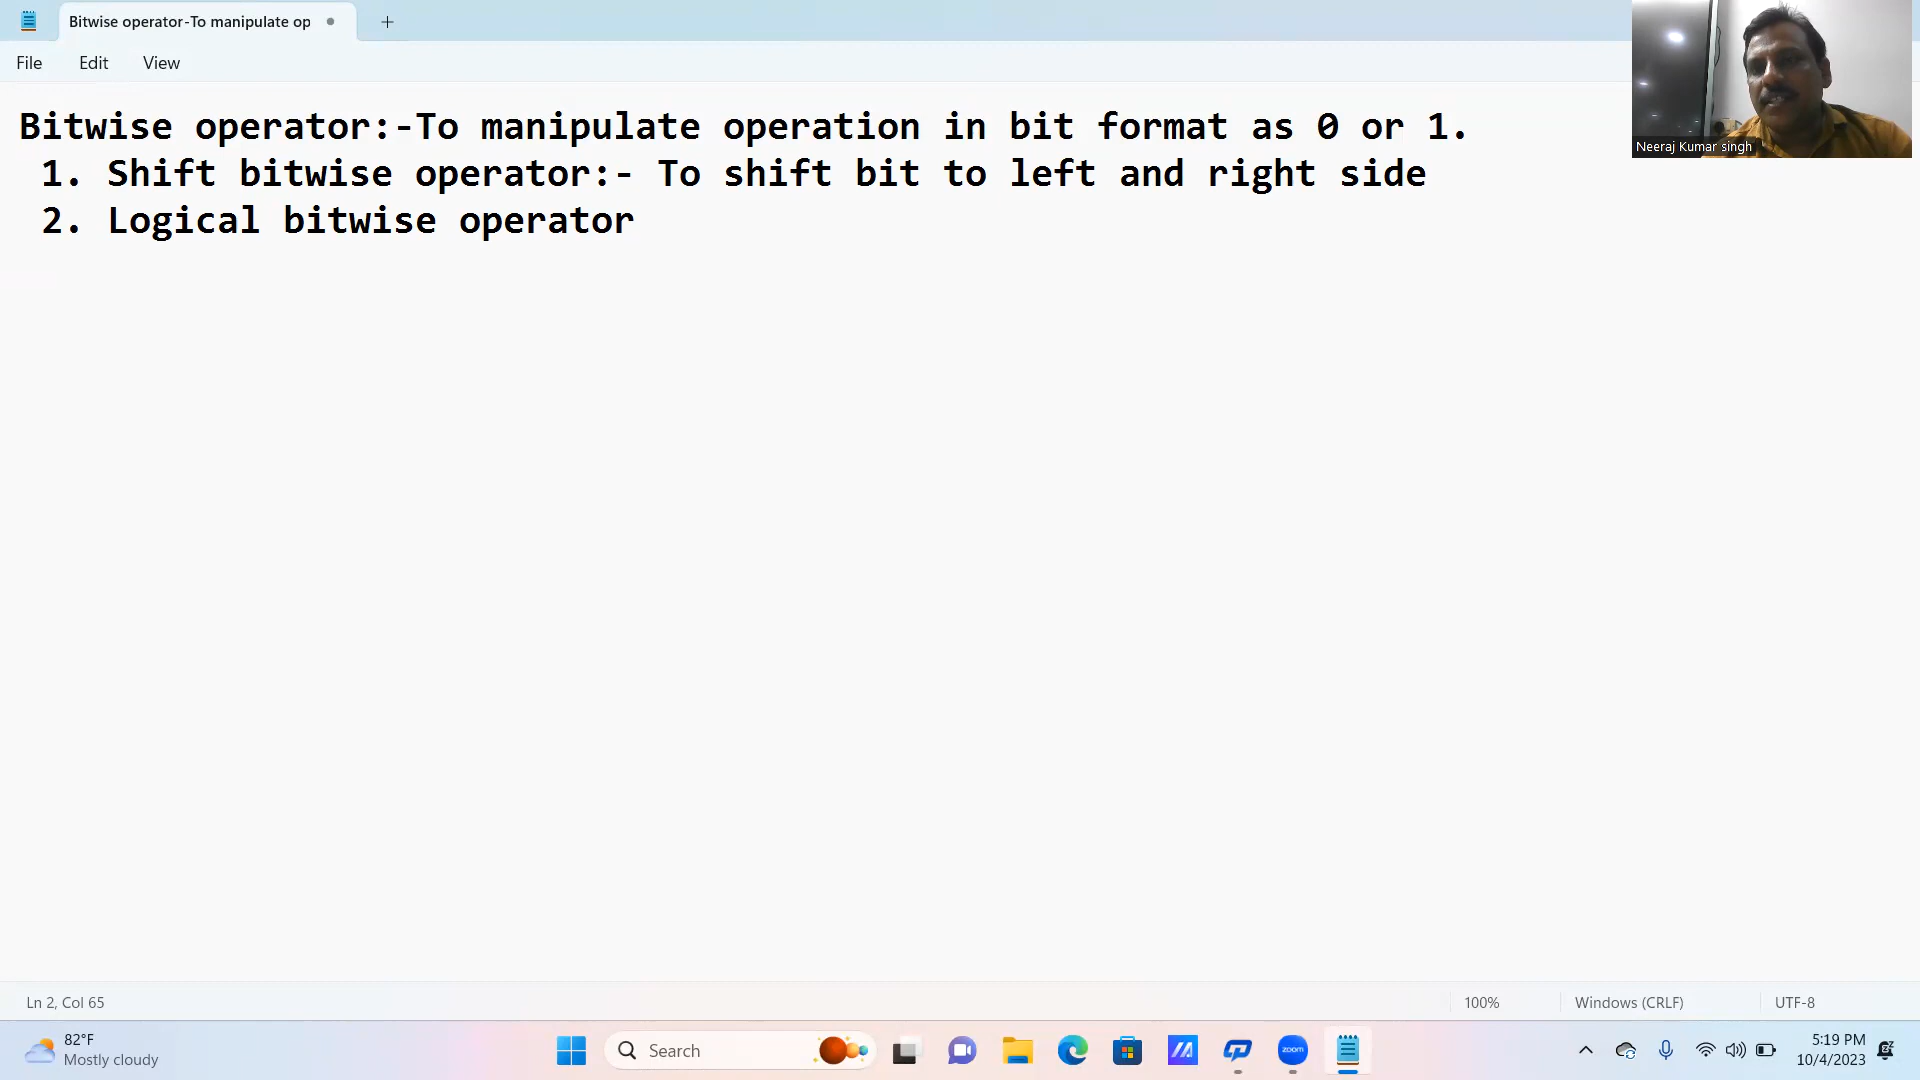 Bitwise operator-To manipulate op
File Edit View
Neeraj Kumar singh
Bitwise operator:-To manipulate operation in bit format as 0 or 1.
1. Shift bitwise operator:- To shift bit to left and right side
2. Logical bitwise operator
Ln 2, Col 65 100% Windows (CRLF) UTF-8
82°F
Mostly cloudy
Search
zoom
5:19 PM
10/4/2023